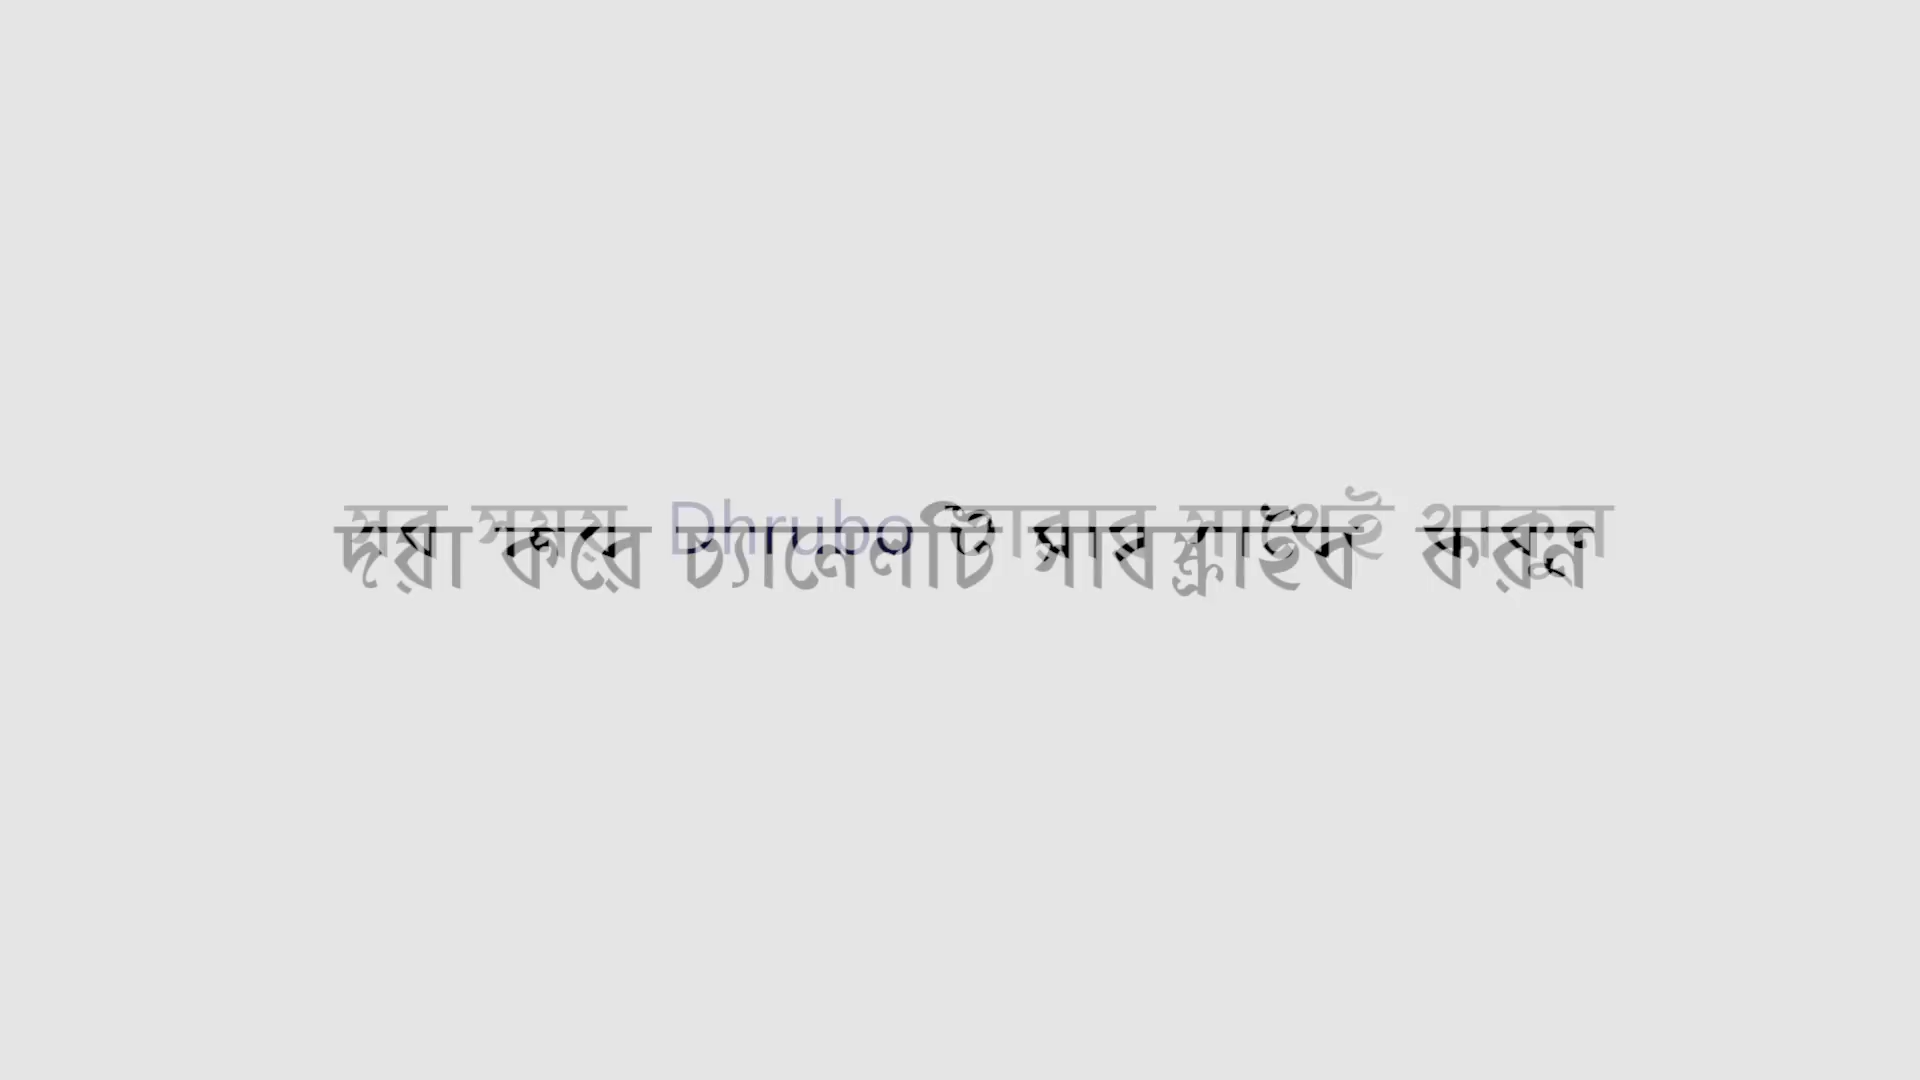 সব সময় Dhrubo টিভির সাথেই থাকুন
দয়া করে চ্যানেলটি সাবস্ক্রাইব করুন